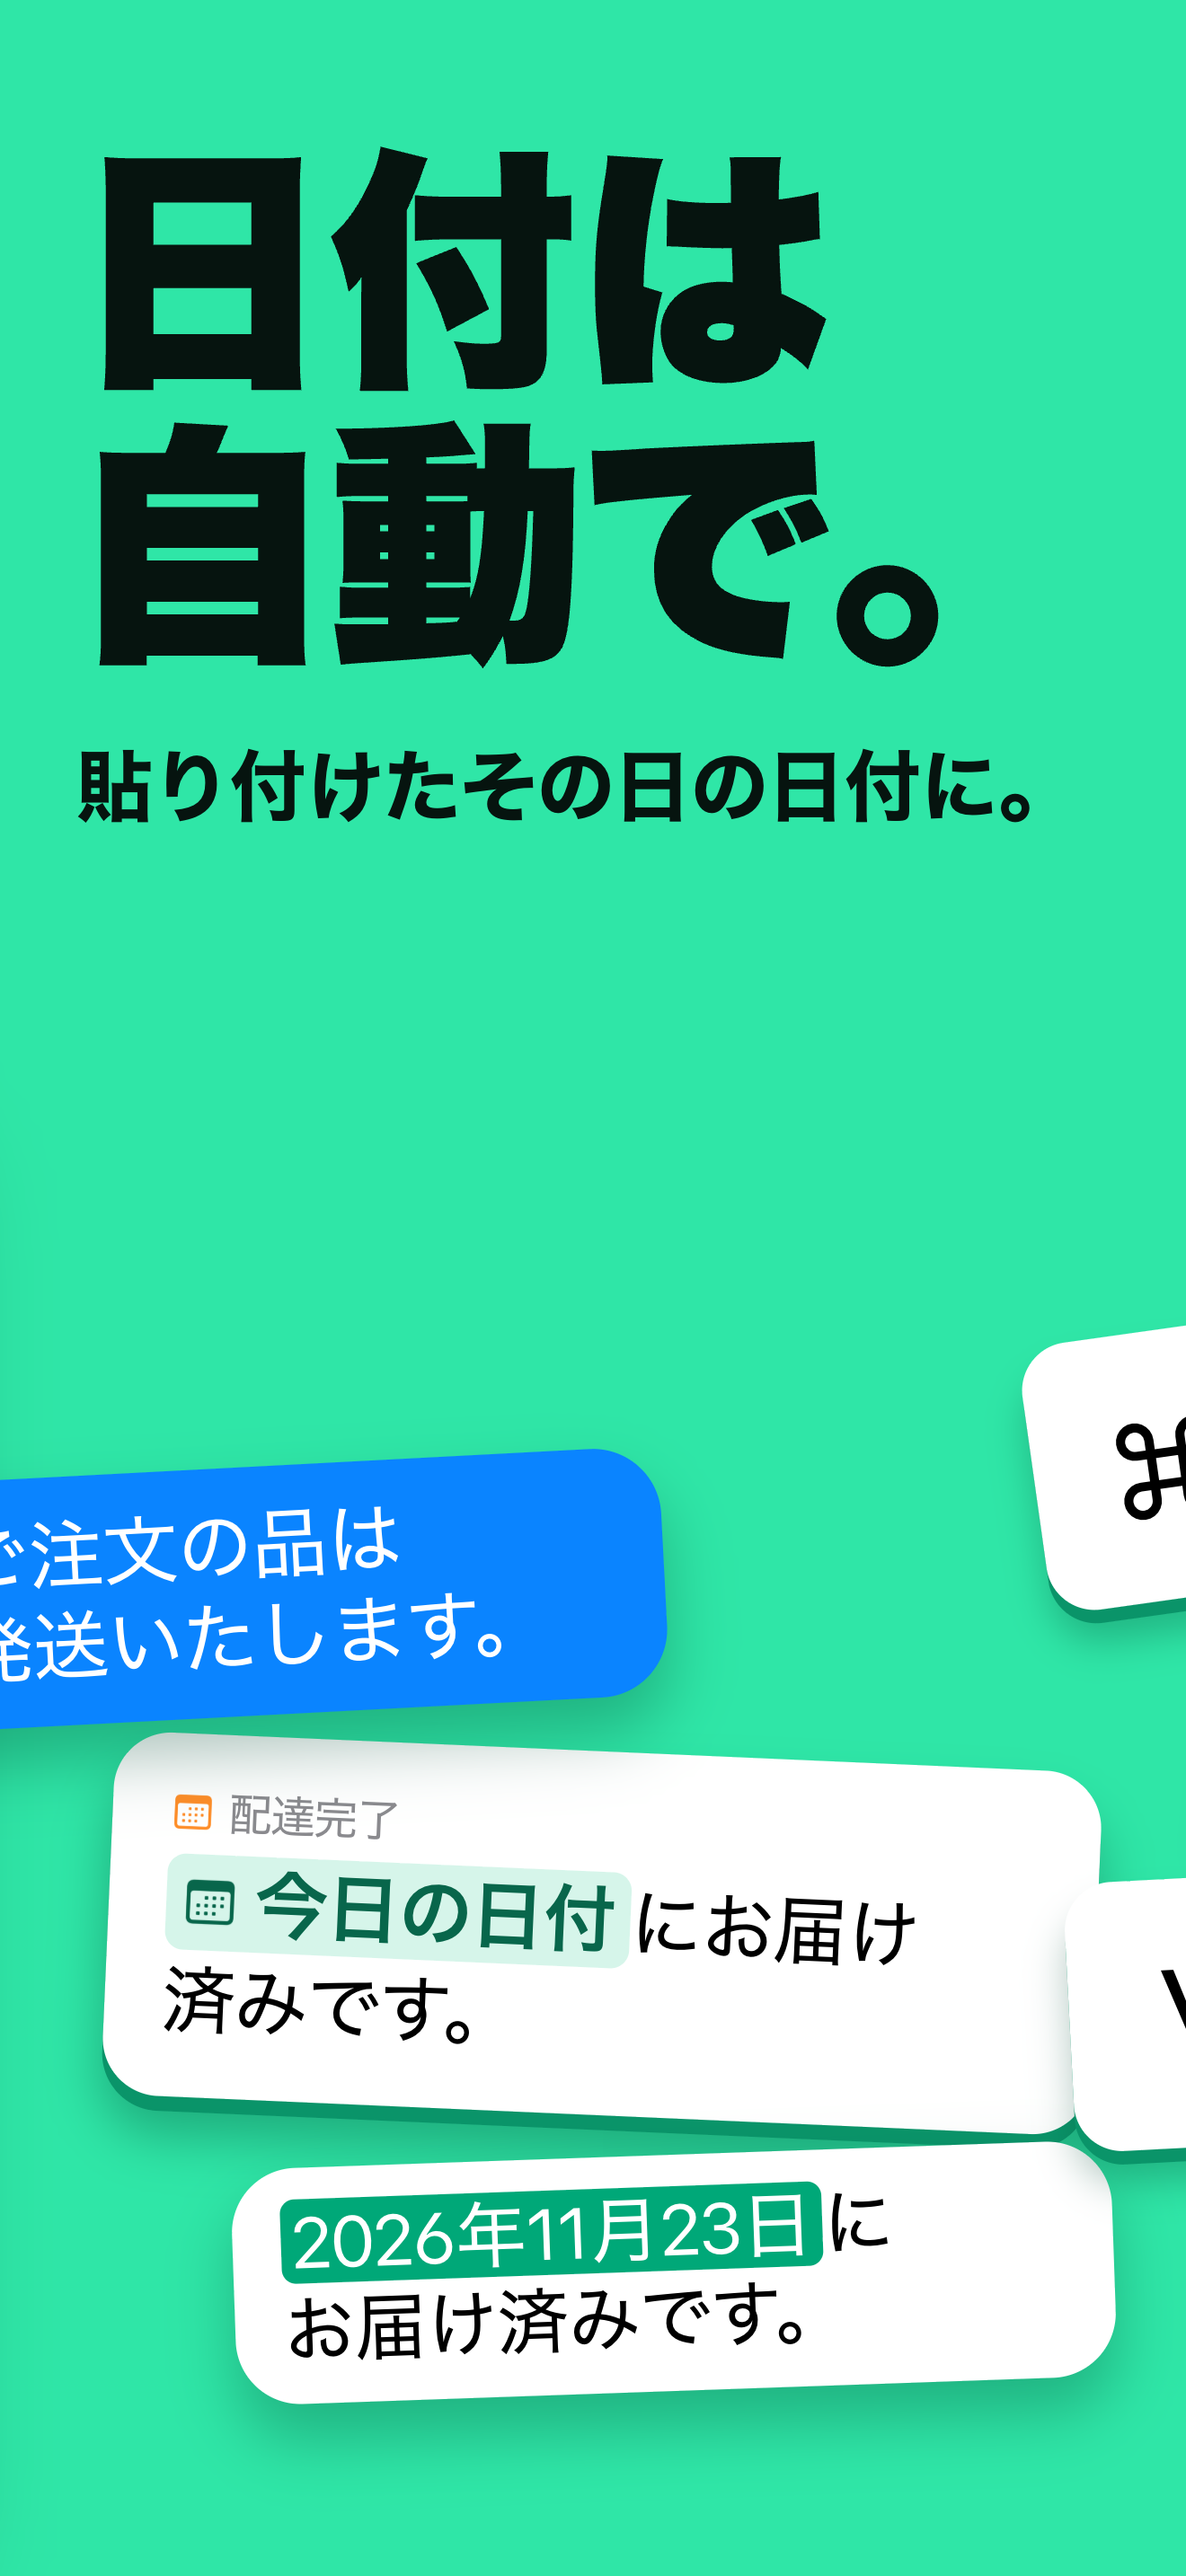 日付は
自動で。
貼り付けたその日の日付に。
⌘
ご注文の品は
発送いたします。
配達完了
今日の日付にお届け
済みです。
2026年11月23日に
お届け済みです。